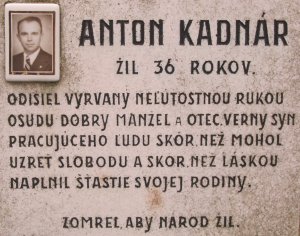 ANTON KADNÁR
ŽIL 36 ROKOV.
ODIŠIEL VYRVANÝ NEĽÚTOSTNOU RUKOU
OSUDU DOBRÝ MANŽEL A OTEC. VERNÝ SYN
PRACUJÚCEHO ĽUDU SKÔR, NEŽ MOHOL
UZRET SLOBODU A SKÔR, NEŽ LÁSKOU
NAPLNIL ŠŤASTIE SVOJEJ RODINY.
ZOMREL, ABY NÁROD ŽIL.